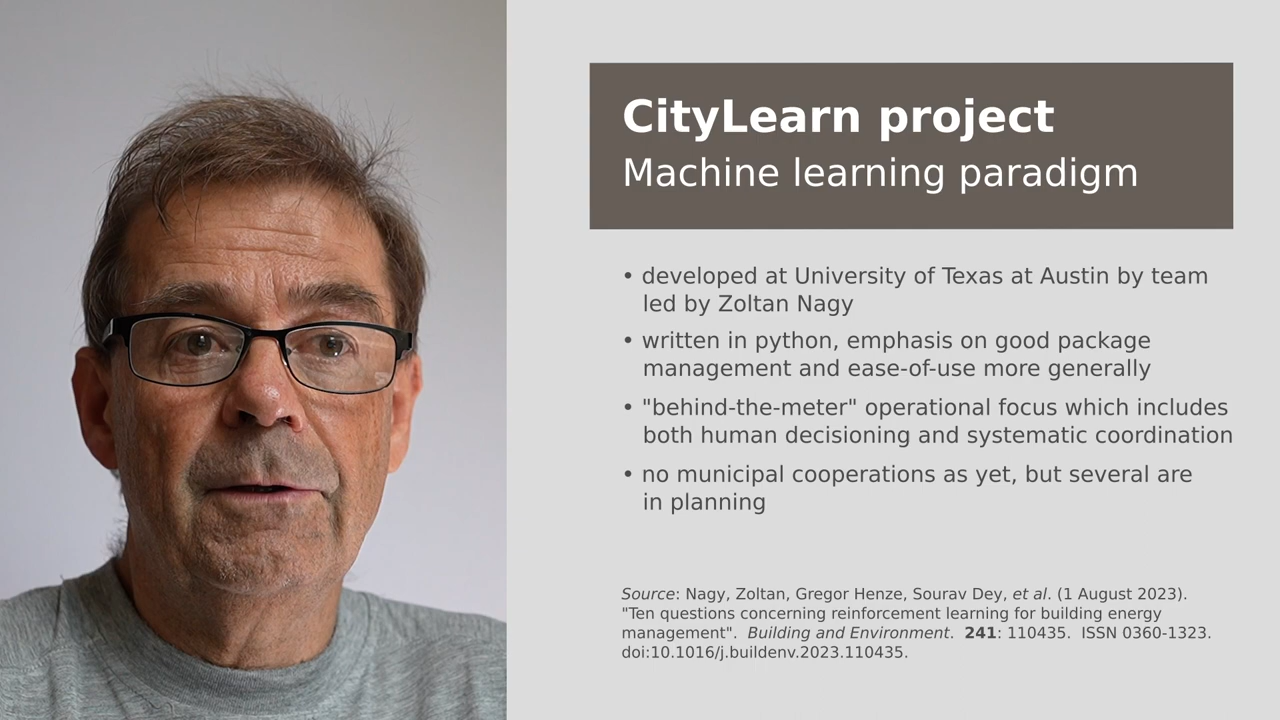 CityLearn project
Machine learning paradigm
• developed at University of Texas at Austin by team
led by Zoltan Nagy
• written in python, emphasis on good package
management and ease-of-use more generally
• "behind-the-meter" operational focus which includes
both human decisioning and systematic coordination
• no municipal cooperations as yet, but several are
in planning
Source: Nagy, Zoltan, Gregor Henze, Sourav Dey, et al. (1 August 2023).
"Ten questions concerning reinforcement learning for building energy
management". Building and Environment. 241: 110435. ISSN 0360-1323.
doi:10.1016/j.buildenv.2023.110435.